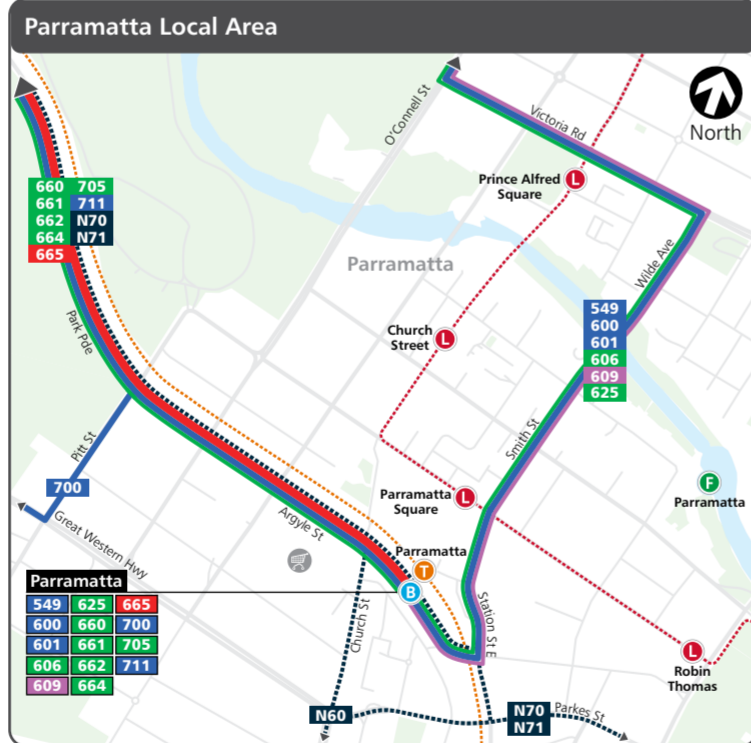 Parramatta Local Area
North
O'Connell St
Victoria Rd
Prince Alfred
Square
L
660 705
661 711
662 N70
664 N71
665
Parramatta
Wilde Ave
549
600
601
606
609
625
Church
Street
L
Park Pde
Pitt St
Smith St
700
Great Western Hwy
Argyle St
Parramatta
Square
L
F
Parramatta
Parramatta
T
B
Parramatta
549 625 665
600 660 700
601 661 705
606 662 711
609 664
Church St
Station St E
L
Robin
Thomas
N60
N70
N71
Parkes St